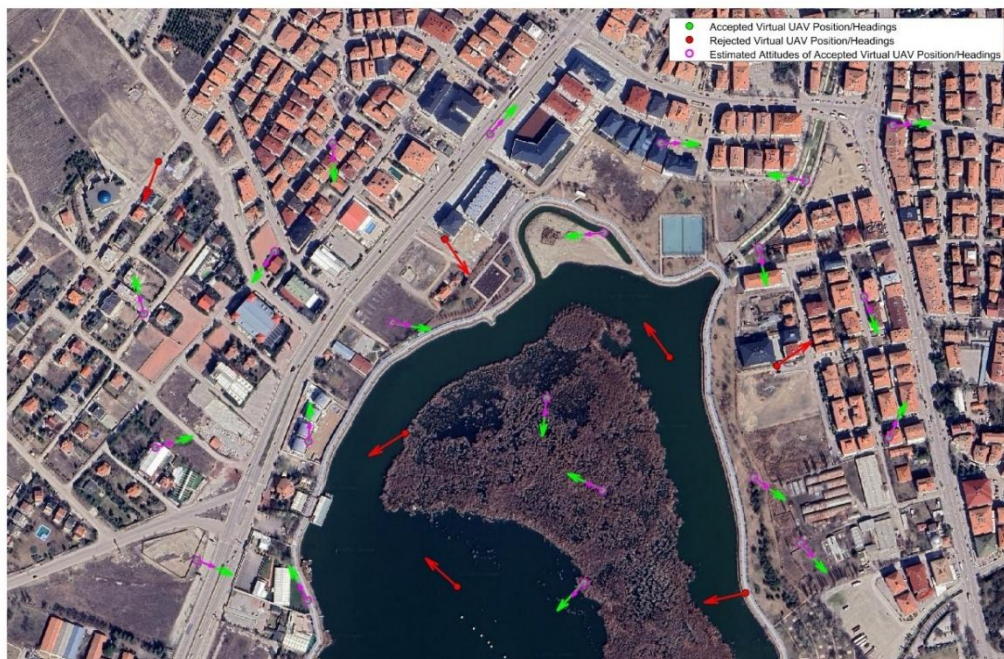 Accepted Virtual UAV Position/Headings
Rejected Virtual UAV Position/Headings
Estimated Attitudes of Accepted Virtual UAV Position/Headings